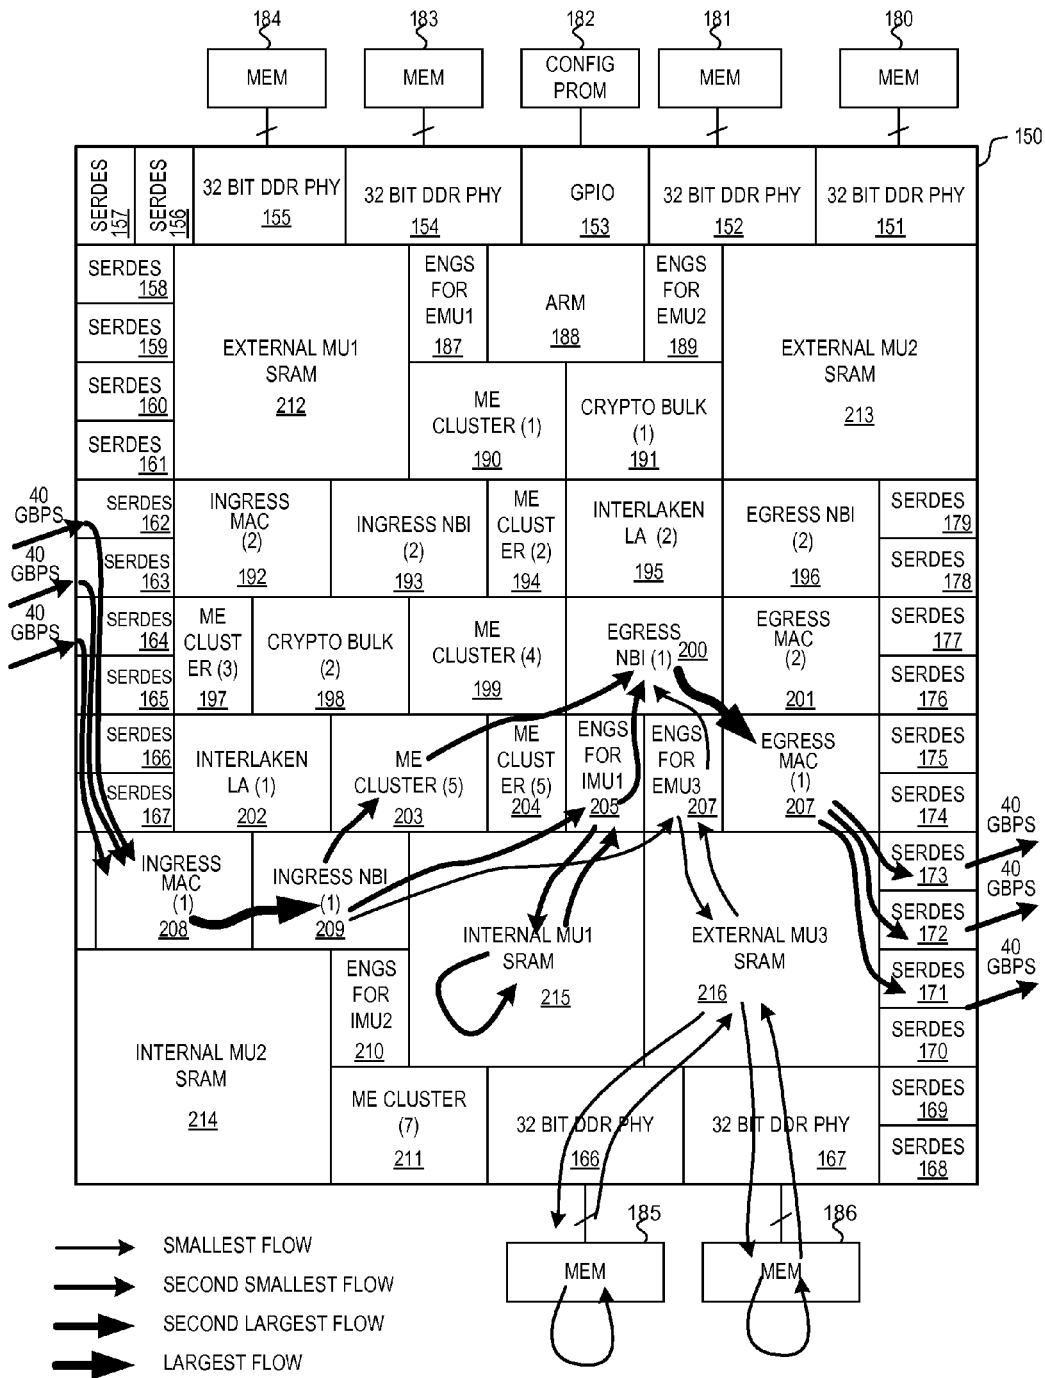 184
183
182
181
180
MEM
MEM
CONFIG
PROM
MEM
MEM
150
SERDES
157
SERDES
156
32 BIT DDR PHY
155
32 BIT DDR PHY
154
GPIO
153
32 BIT DDR PHY
152
32 BIT DDR PHY
151
SERDES
158
SERDES
159
SERDES
160
SERDES
161
EXTERNAL MU1
SRAM
212
ENGS
FOR
EMU1
187
ARM
188
ENGS
FOR
EMU2
189
EXTERNAL MU2
SRAM
213
ME
CLUSTER (1)
190
CRYPTO BULK
(1)
191
40
GBPS
40
GBPS
40
GBPS
SERDES
162
SERDES
163
INGRESS
MAC
(2)
192
INGRESS NBI
(2)
193
ME
CLUST
ER (2)
194
INTERLAKEN
LA (2)
195
EGRESS NBI
(2)
196
SERDES
179
SERDES
178
SERDES
164
SERDES
165
ME
CLUST
ER (3)
197
CRYPTO BULK
(2)
198
ME
CLUSTER (4)
199
EGRESS
NBI (1)
200
EGRESS
MAC
(2)
201
SERDES
177
SERDES
176
SERDES
166
SERDES
167
INTERLAKEN
LA (1)
202
ME
CLUSTER (5)
203
ME
CLUST
ER (5)
204
ENGS
FOR
IMU1
205
ENGS
FOR
EMU3
207
EGRESS
MAC
(1)
207
SERDES
175
SERDES
174
INGRESS
MAC
(1)
208
INGRESS NBI
(1)
209
INTERNAL MU1
SRAM
215
EXTERNAL MU3
SRAM
216
SERDES
173
SERDES
172
SERDES
171
SERDES
170
40
GBPS
40
GBPS
40
GBPS
INTERNAL MU2
SRAM
214
ENGS
FOR
IMU2
210
ME CLUSTER
(7)
211
32 BIT DDR PHY
166
32 BIT DDR PHY
167
SERDES
169
SERDES
168
185
186
MEM
MEM
SMALLEST FLOW
SECOND SMALLEST FLOW
SECOND LARGEST FLOW
LARGEST FLOW